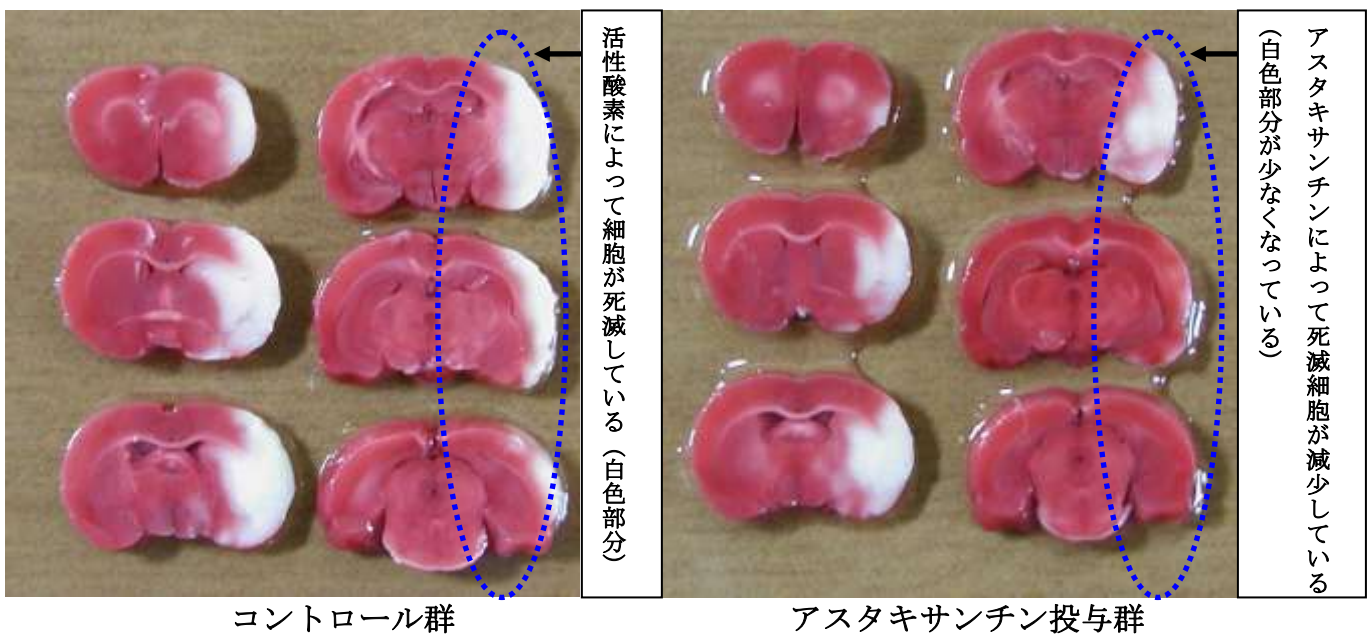 活性酸素によって細胞が死滅している（白色部分）
アスタキサンチンによって死滅細胞が減少している
（白色部分が少なくなっている）
コントロール群
アスタキサンチン投与群